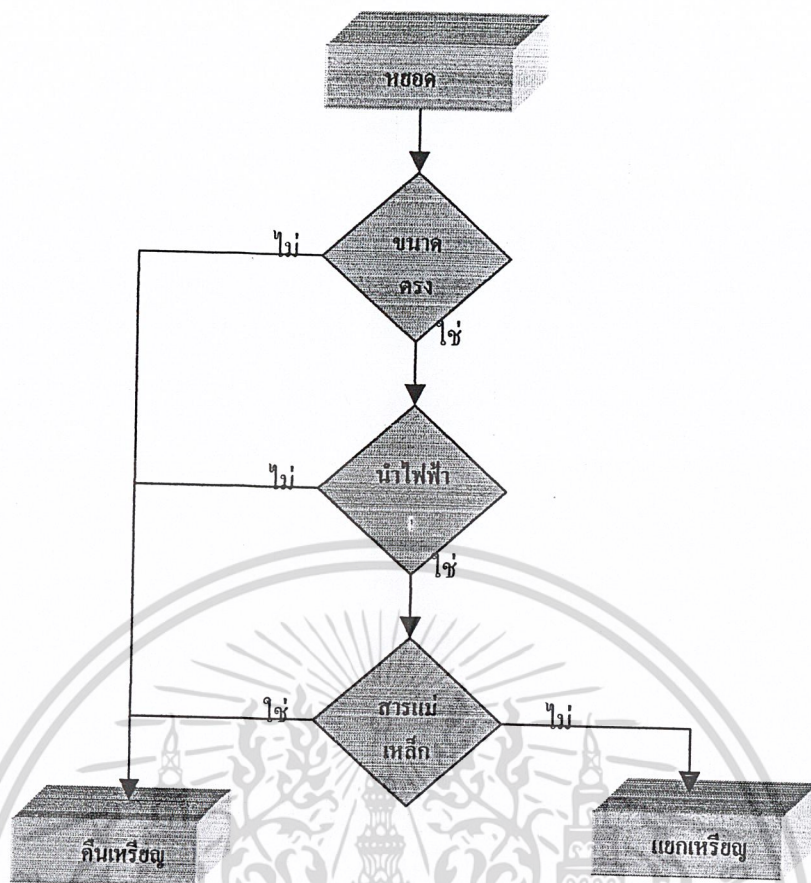 หยอด
ขนาด
ตรง
ไม่
ใช่
นำไฟฟ้า
ไม่
ใช่
สารแม่
เหล็ก
ใช่
ไม่
คืนเหรียญ
แยกเหรียญ